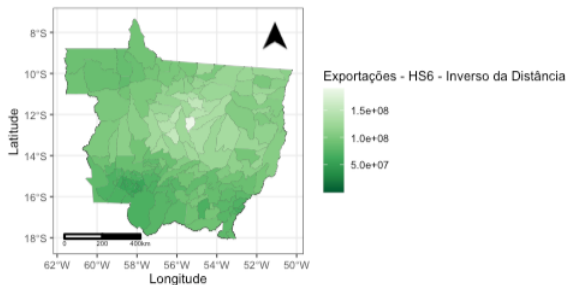 8°S
10°S
12°S
14°S
16°S
18°S
Latitude
0 200 400km
62°W 60°W 58°W 56°W 54°W 52°W 50°W
Longitude
Exportações - HS6 - Inverso da Distância
1.5e+08
1.0e+08
5.0e+07